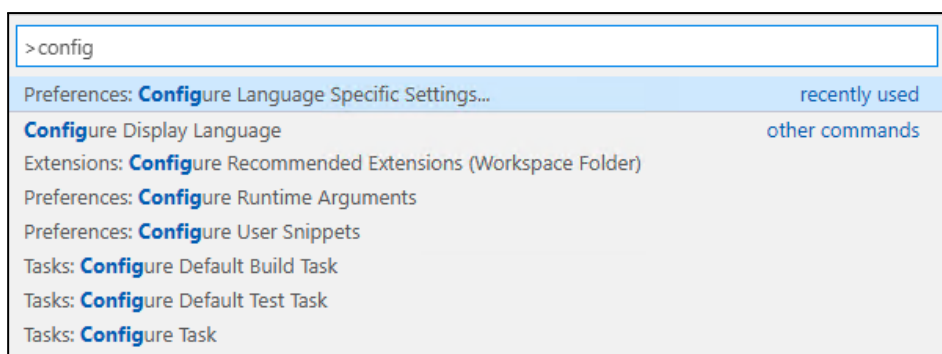 >config
Preferences: Configure Language Specific Settings... recently used
Configure Display Language other commands
Extensions: Configure Recommended Extensions (Workspace Folder)
Preferences: Configure Runtime Arguments
Preferences: Configure User Snippets
Tasks: Configure Default Build Task
Tasks: Configure Default Test Task
Tasks: Configure Task